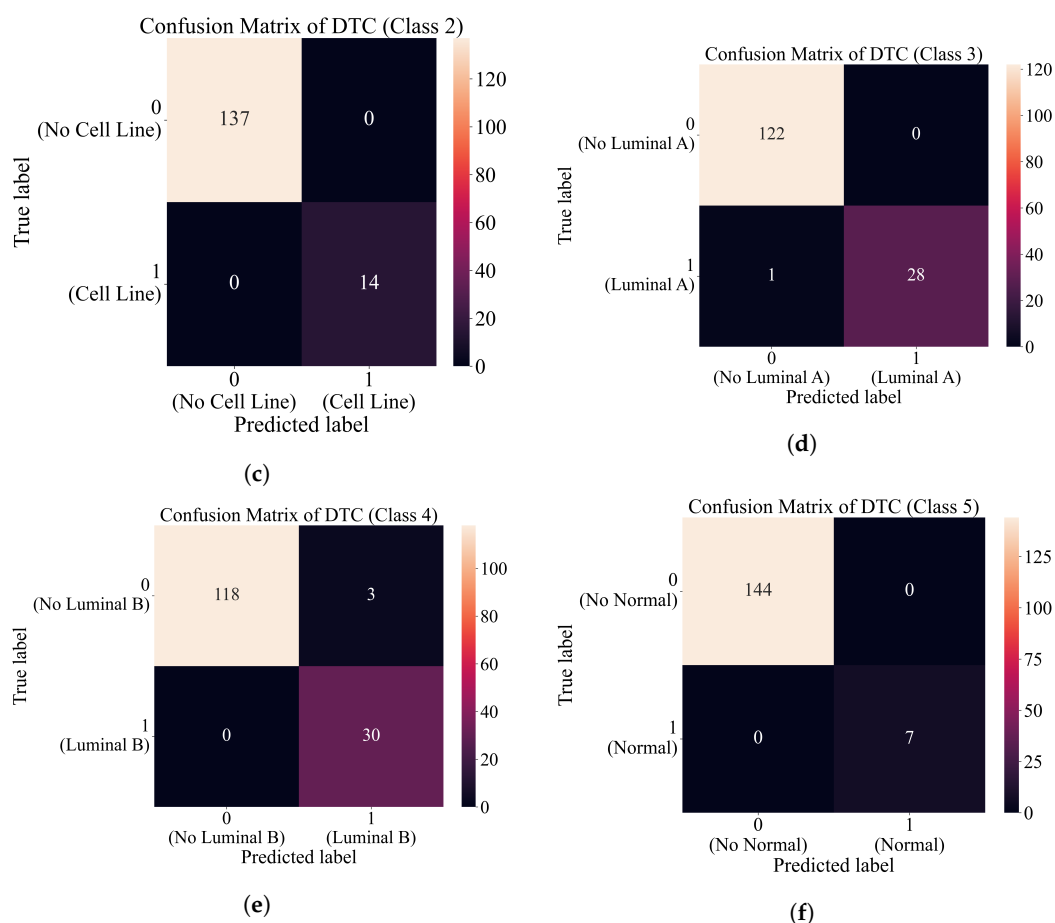 Confusion Matrix of DTC (Class 2)
0
(No Cell Line)
1
(Cell Line)
True label
137
0
0
14
0
(No Cell Line)
1
(Cell Line)
Predicted label
120
100
80
60
40
20
0
(c)
Confusion Matrix of DTC (Class 3)
0
(No Luminal A)
1
(Luminal A)
True label
122
0
1
28
0
(No Luminal A)
1
(Luminal A)
Predicted label
120
100
80
60
40
20
0
(d)
Confusion Matrix of DTC (Class 4)
0
(No Luminal B)
1
(Luminal B)
True label
118
3
0
30
0
(No Luminal B)
1
(Luminal B)
Predicted label
100
80
60
40
20
0
(e)
Confusion Matrix of DTC (Class 5)
0
(No Normal)
1
(Normal)
True label
144
0
0
7
0
(No Normal)
1
(Normal)
Predicted label
125
100
75
50
25
0
(f)